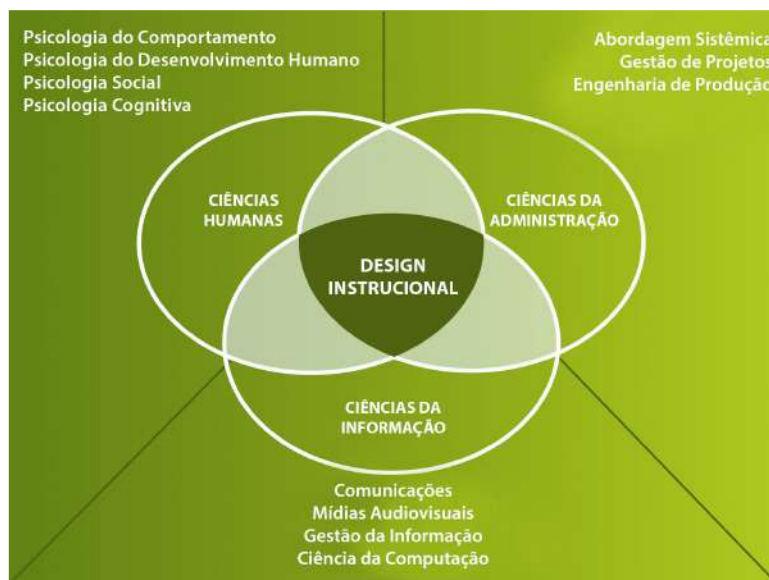 Psicologia do Comportamento
Psicologia do Desenvolvimento Humano
Psicologia Social
Psicologia Cognitiva
Abordagem Sistêmica
Gestão de Projetos
Engenharia de Produção
CIÊNCIAS
HUMANAS
CIÊNCIAS DA
ADMINISTRAÇÃO
DESIGN
INSTRUCIONAL
CIÊNCIAS DA
INFORMAÇÃO
Comunicações
Mídias Audiovisuais
Gestão da Informação
Ciência da Computação